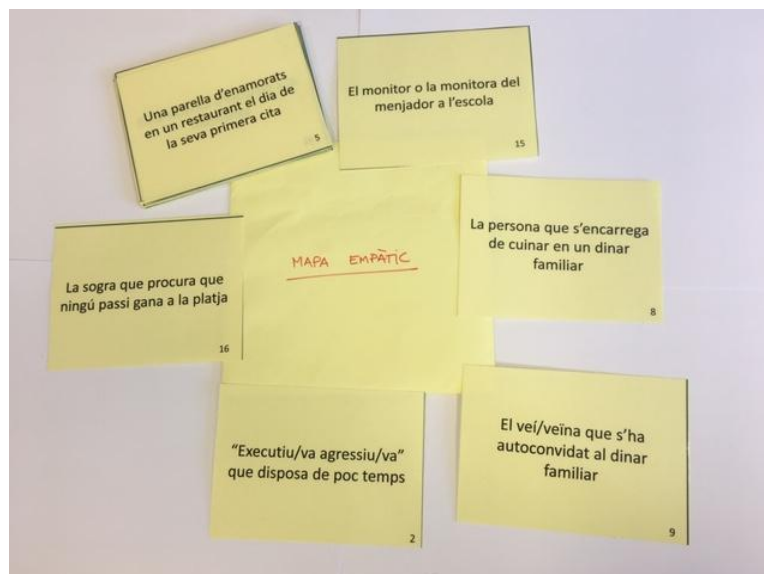 Una parella d'enamorats
en un restaurant el dia de
la seva primera cita
5
El monitor o la monitora del
menjador a l'escola
15
La persona que s'encarrega
de cuinar en un dinar
familiar
8
MAPA EMPÀTIC
La sogra que procura que
ningú passi gana a la platja
16
"Executiu/va agressiu/va"
que disposa de poc temps
2
El veí/veïna que s'ha
autoconvidat al dinar
familiar
9